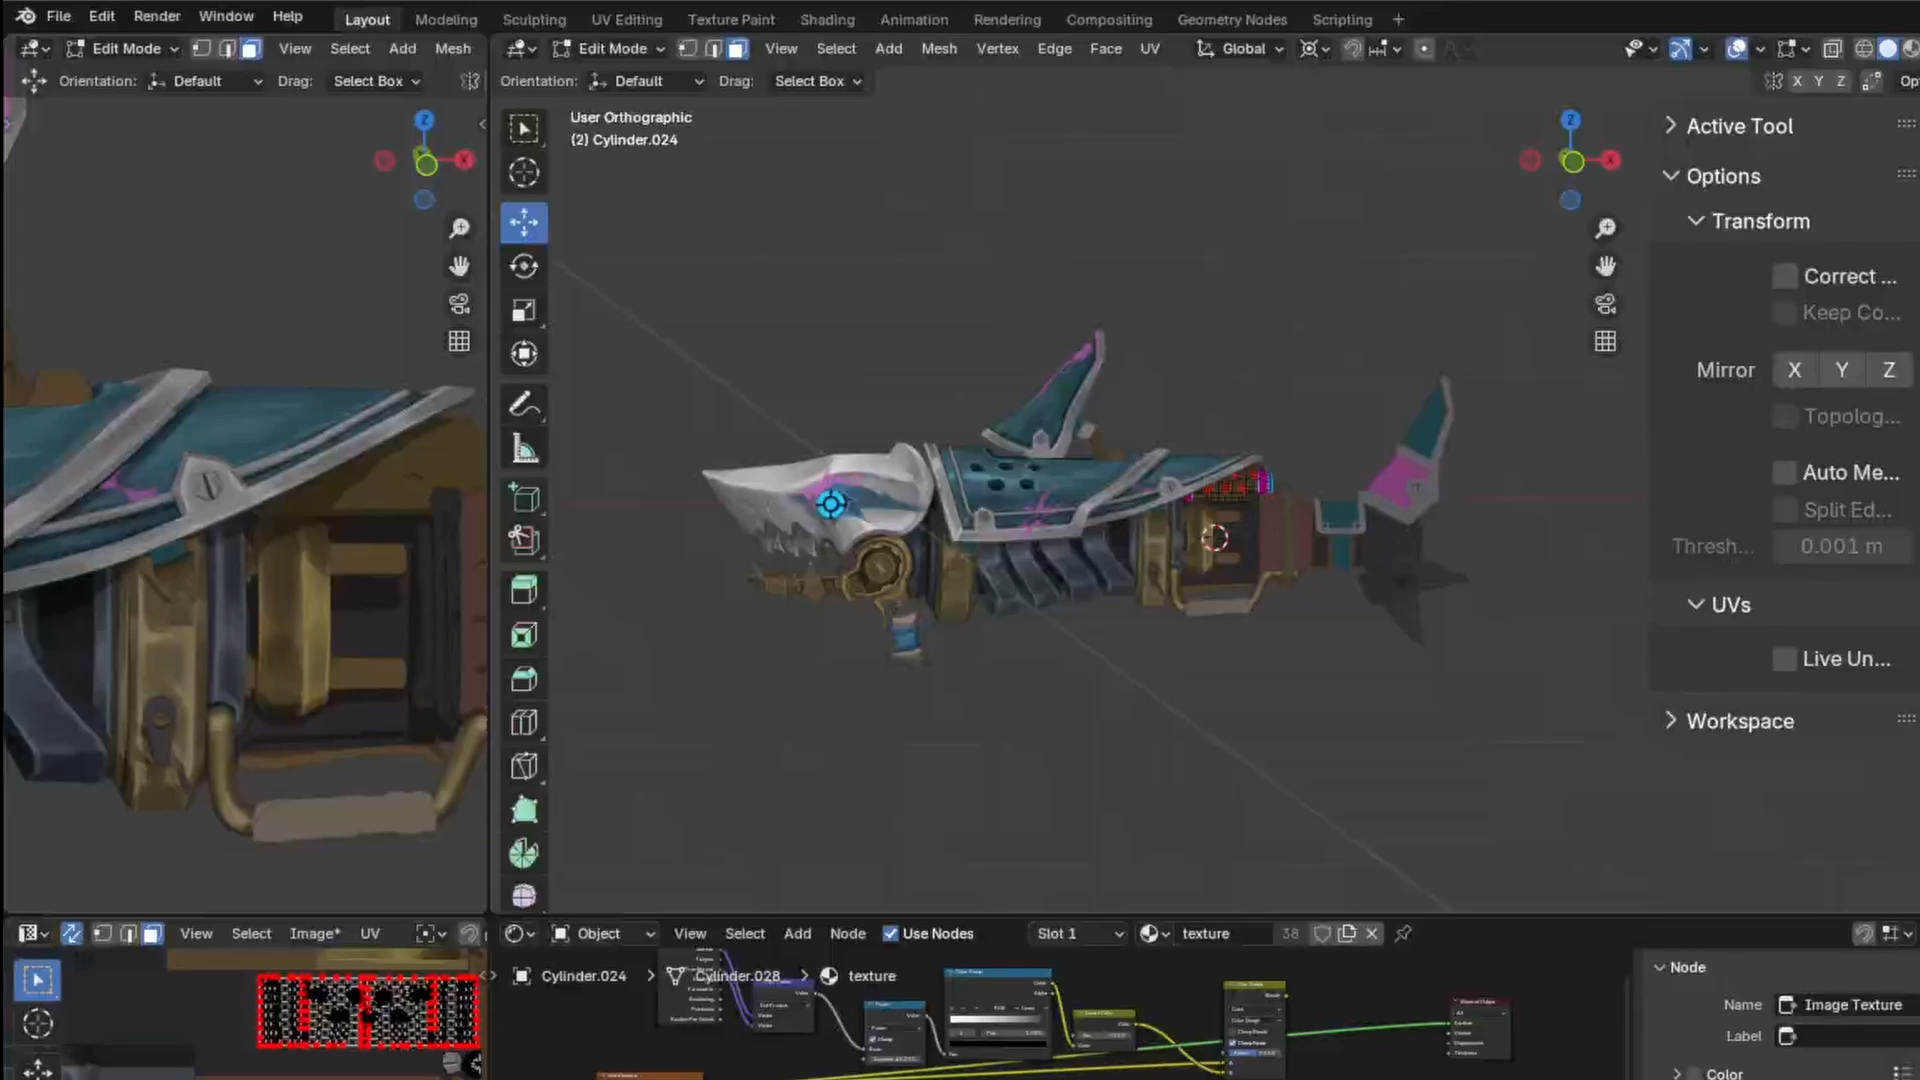 File Edit Render Window Help Layout Modeling Sculpting UV Editing Texture Paint Shading Animation Rendering Compositing Geometry Nodes Scripting +
Edit Mode View Select Add Mesh
Edit Mode View Select Add Mesh Vertex Edge Face UV Global
Orientation: Default Drag: Select Box
Orientation: Default Drag: Select Box X Y Z Op
User Orthographic
(2) Cylinder.024
Z
X
Z
X
Active Tool
Options
Transform
Correct ...
Keep Co...
Mirror X Y Z
Topolog...
Auto Me...
Split Ed...
Thresh... 0.001 m
UVs
Live Un...
Workspace
View Select Image* UV
Object View Select Add Node Use Nodes Slot 1 texture 38
Cylinder.024 > Cylinder.028 > texture
Node
Name Image Texture
Label
Color